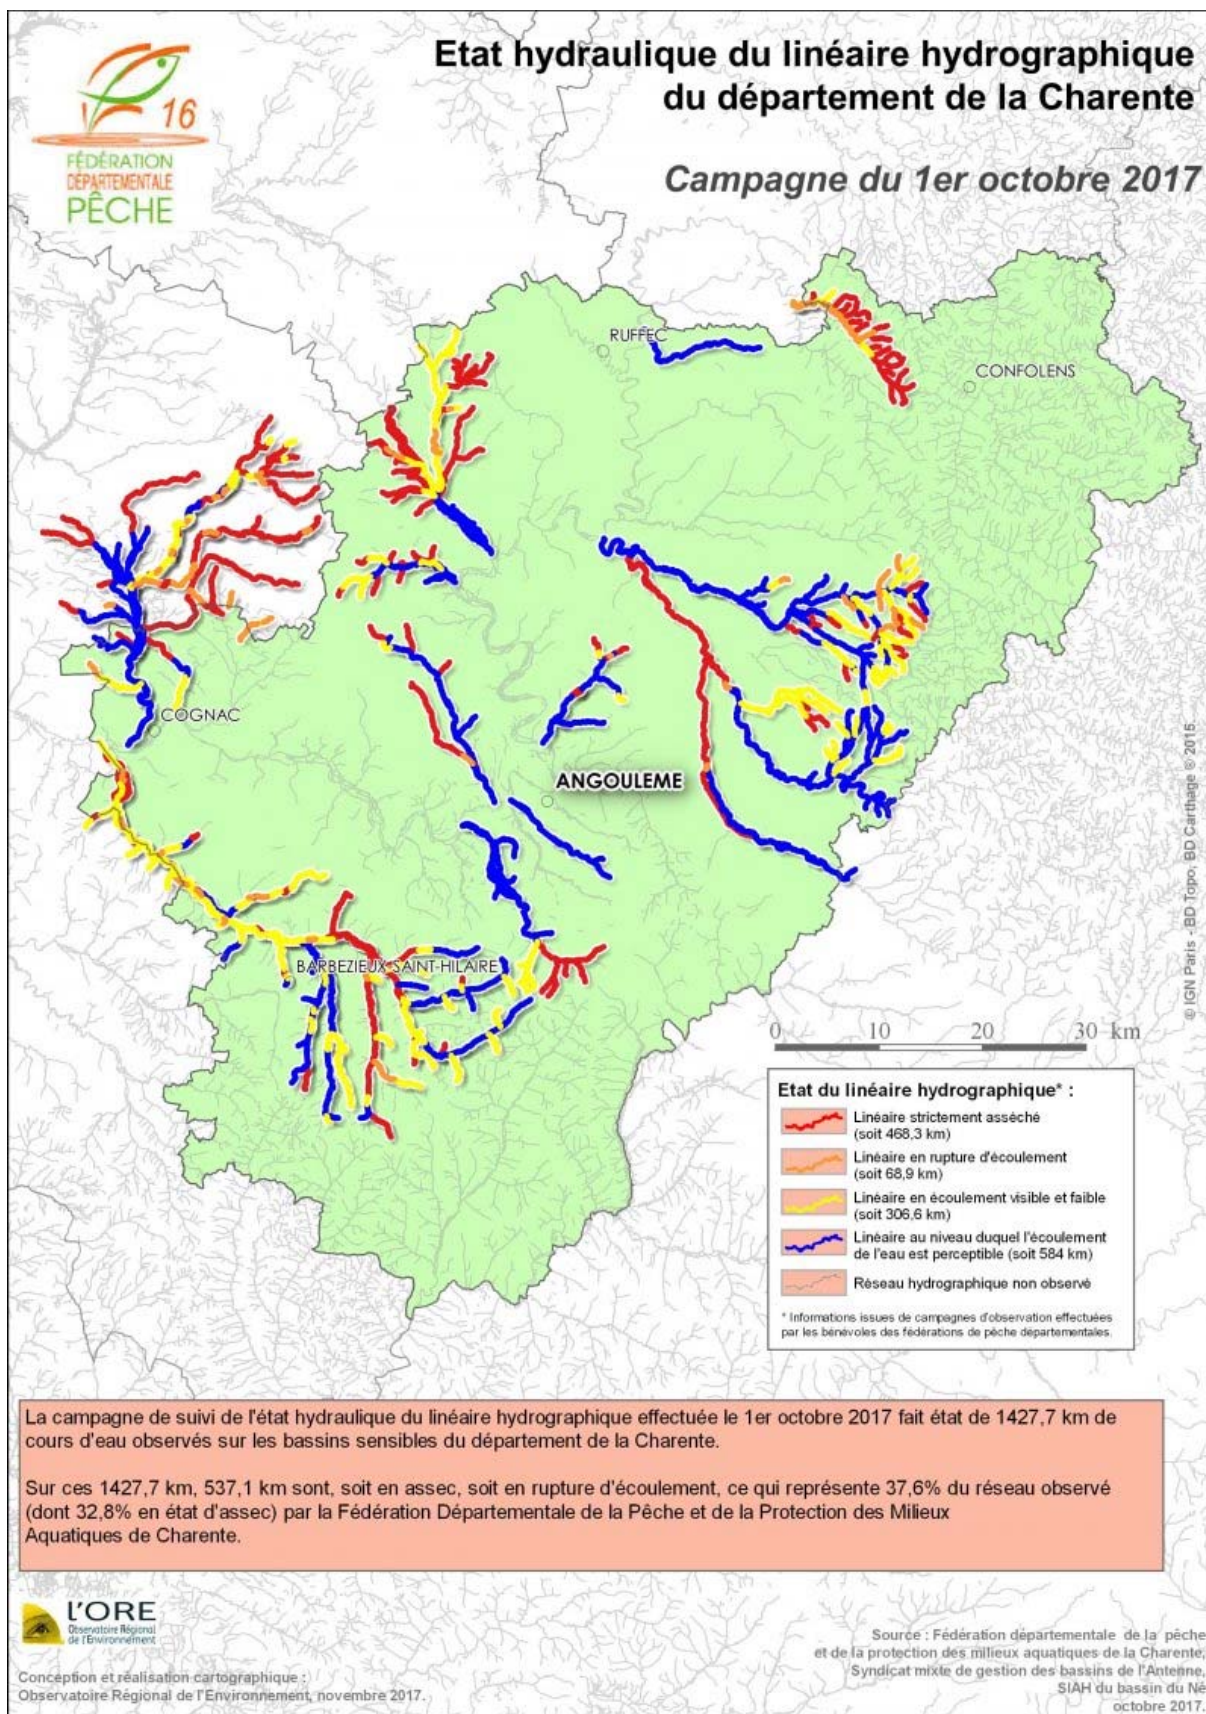 Etat hydraulique du linéaire hydrographique
du département de la Charente
Campagne du 1er octobre 2017
16
FÉDÉRATION
DÉPARTEMENTALE
PÊCHE
RUFFEC
CONFOLENS
COGNAC
ANGOULEME
BARBEZIEUX SAINT-HILAIRE
© IGN Paris - BD Topo, BD Carthage © 2015.
0 10 20 30 km
Etat du linéaire hydrographique* :
Linéaire strictement asséché
(soit 468,3 km)
Linéaire en rupture d'écoulement
(soit 68,9 km)
Linéaire en écoulement visible et faible
(soit 306,6 km)
Linéaire au niveau duquel l'écoulement
de l'eau est perceptible (soit 584 km)
Réseau hydrographique non observé
* Informations issues de campagnes d'observation effectuées
par les bénévoles des fédérations de pêche départementales.
La campagne de suivi de l'état hydraulique du linéaire hydrographique effectuée le 1er octobre 2017 fait état de 1427,7 km de
cours d'eau observés sur les bassins sensibles du département de la Charente.
Sur ces 1427,7 km, 537,1 km sont, soit en assec, soit en rupture d'écoulement, ce qui représente 37,6% du réseau observé
(dont 32,8% en état d'assec) par la Fédération Départementale de la Pêche et de la Protection des Milieux
Aquatiques de Charente.
L'ORE
Observatoire Régional
de l'Environnement
Conception et réalisation cartographique :
Observatoire Régional de l'Environnement, novembre 2017.
Source : Fédération départementale de la pêche
et de la protection des milieux aquatiques de la Charente,
Syndicat mixte de gestion des bassins de l'Antenne,
SIAH du bassin du Né
octobre 2017.